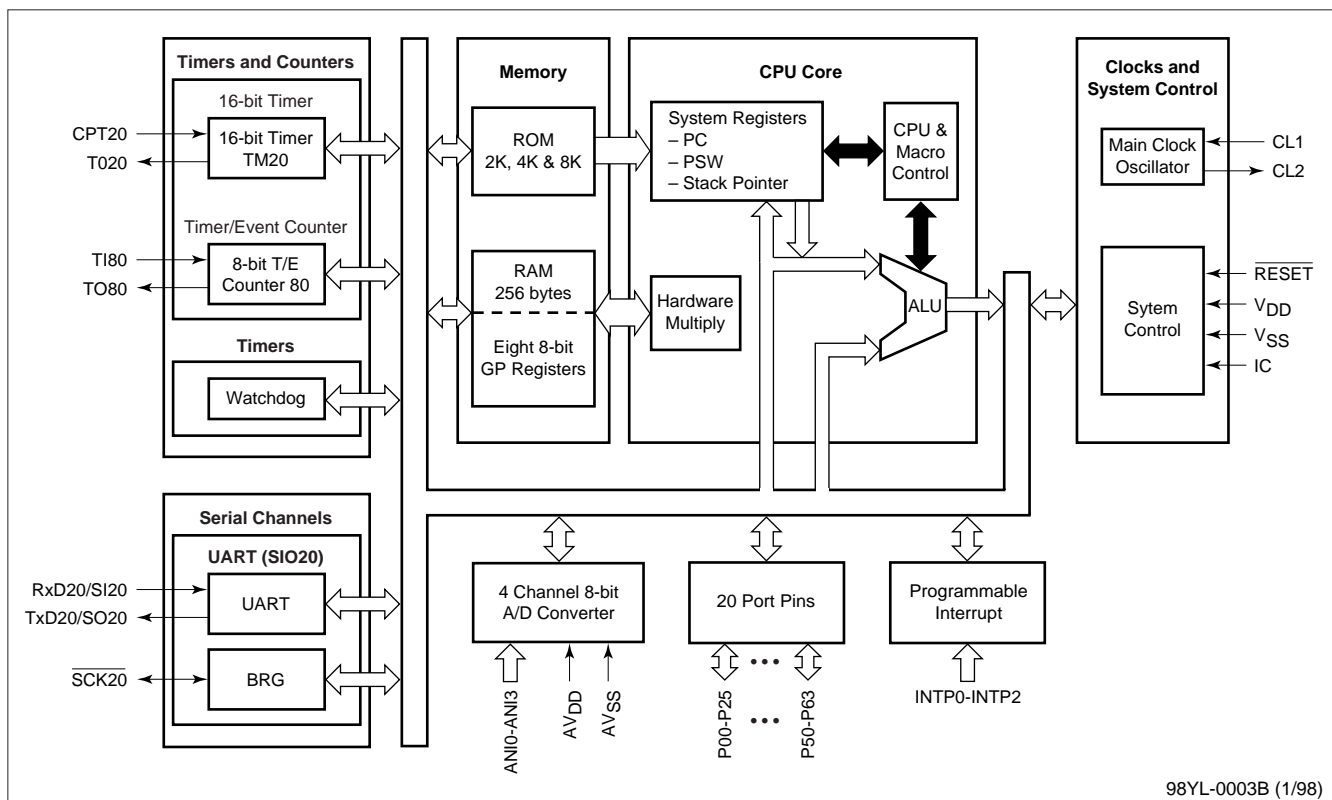 Timers and Counters
16-bit Timer
CPT20
T020
16-bit Timer
TM20
Timer/Event Counter
TI80
TO80
8-bit T/E
Counter 80
Timers
Watchdog
Serial Channels
UART (SIO20)
RxD20/SI20
TxD20/SO20
UART
SCK20
BRG
Memory
ROM
2K, 4K & 8K
RAM
256 bytes
Eight 8-bit
GP Registers
CPU Core
System Registers
– PC
– PSW
– Stack Pointer
CPU &
Macro
Control
Hardware
Multiply
ALU
Clocks and
System Control
Main Clock
Oscillator
CL1
CL2
Sytem
Control
RESET
VDD
VSS
IC
4 Channel 8-bit
A/D Converter
ANI0-ANI3
AVDD
AVSS
20 Port Pins
P00-P25
•••
•••
P50-P63
Programmable
Interrupt
INTP0-INTP2
98YL-0003B (1/98)